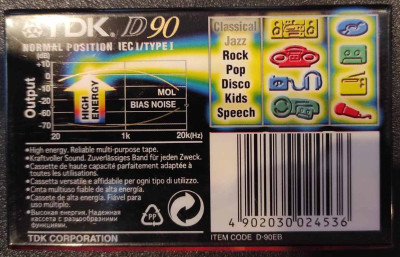 TDK. D90
NORMAL POSITION IEC I/TYPE I
Classical
Jazz
Rock
Pop
Disco
Kids
Speech
Output
0
-70
HIGH ENERGY
MOL
BIAS NOISE
20 1k 20k(Hz)
•High energy. Reliable multi-purpose tape.
•Kraftvoller Sound. Zuverlässiges Band für jeden Zweck.
•Cassette de haute capacité parfaitement adaptée à
toutes les utilisations.
•Cassetta versatile e affidabile per ogni tipo di utilizzo.
•Cinta multiuso fiable de alta energía.
•Cassete de alta energia. Fiável para
uso múltiplo.
•Высокая энергия. Надежная
кассета с разнообразными
функциями.
PP
4 902030 024536
TDK CORPORATION
ITEM CODE D-90EB